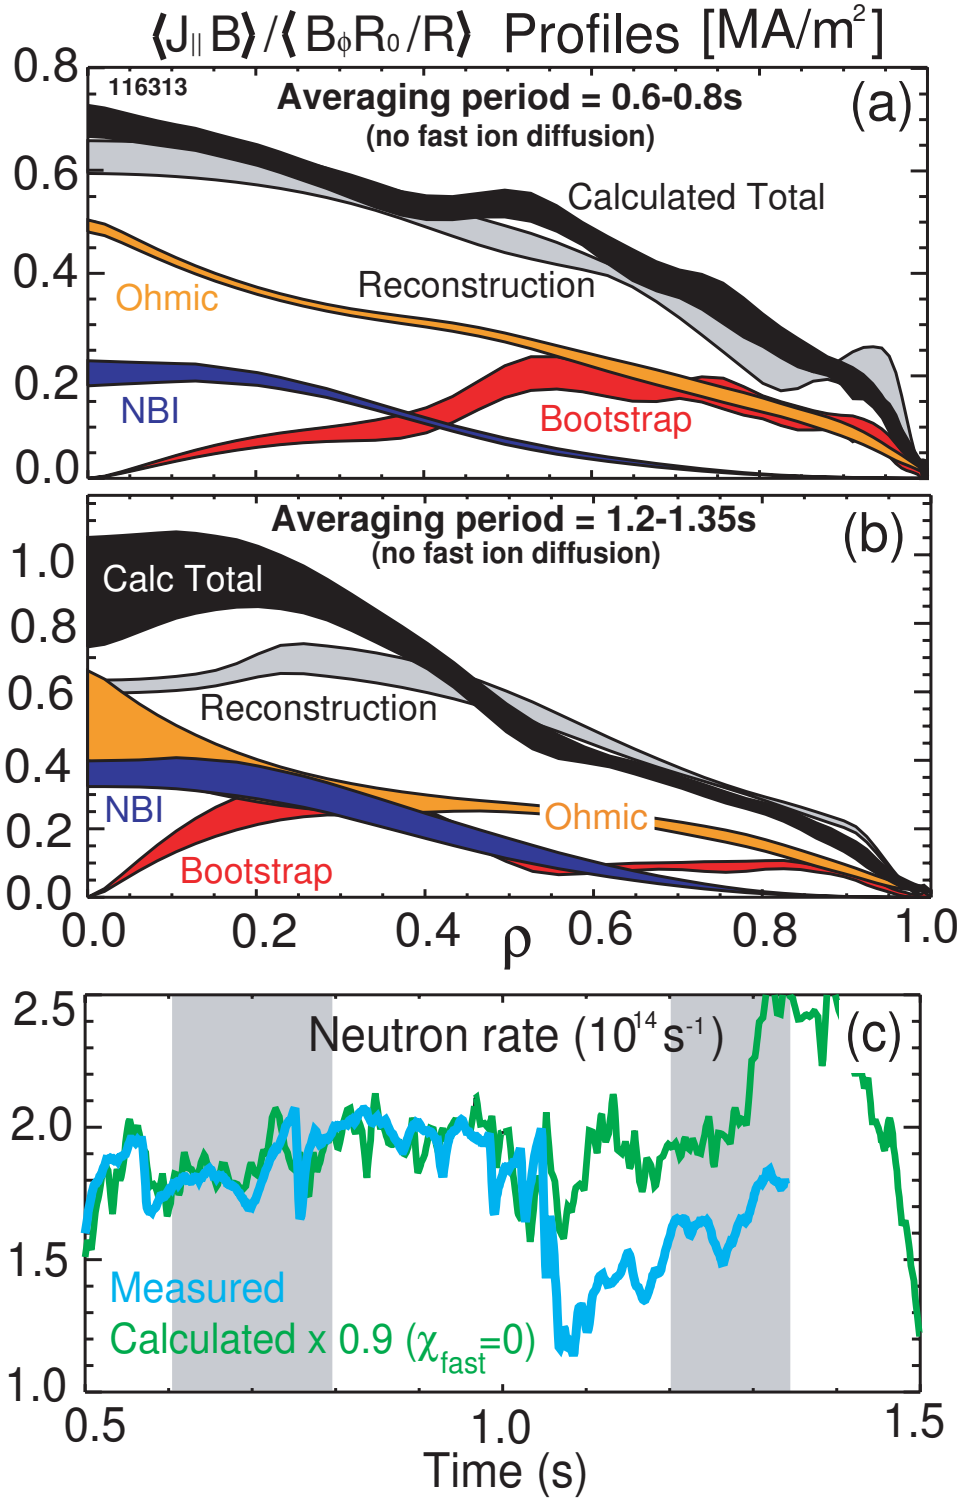 ⟨J|| B⟩/⟨BϕR0/R⟩ Profiles [MA/m²]
0.8
116313
Averaging period = 0.6-0.8s
(a)
(no fast ion diffusion)
0.6
Calculated Total
0.4
Reconstruction
Ohmic
0.2
NBI
Bootstrap
0.0
Averaging period = 1.2-1.35s
(b)
(no fast ion diffusion)
1.0
Calc Total
0.8
0.6
Reconstruction
0.4
NBI
Ohmic
0.2
Bootstrap
0.0
0.0 0.2 0.4 ρ 0.6 0.8 1.0
2.5
Neutron rate (10¹⁴ s⁻¹)
(c)
2.0
1.5
Measured
Calculated x 0.9 (χfast=0)
1.0
0.5 1.0 1.5
Time (s)